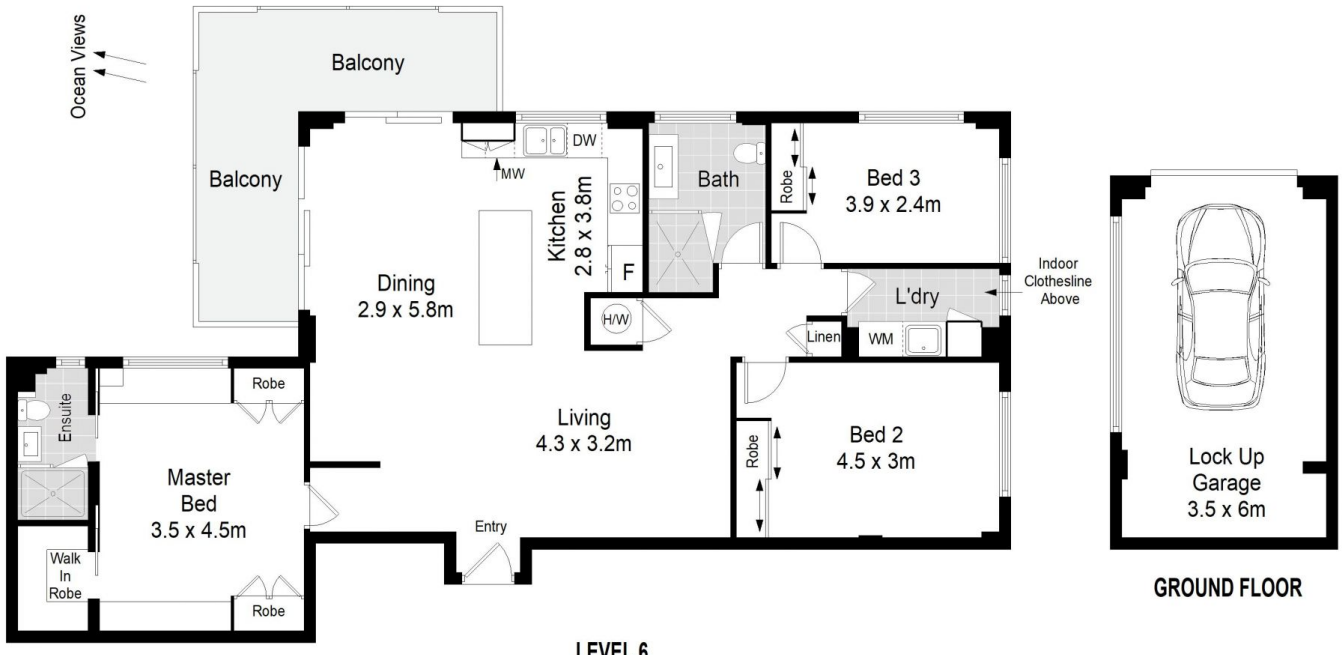 Ocean Views
Balcony
Balcony
MW
DW
Kitchen
2.8 x 3.8m
F
Dining
2.9 x 5.8m
Bath
Robe
Bed 3
3.9 x 2.4m
H/W
L'dry
Indoor
Clothesline
Above
Linen
WM
Ensuite
Robe
Master
Bed
3.5 x 4.5m
Walk
In
Robe
Robe
Living
4.3 x 3.2m
Entry
Robe
Bed 2
4.5 x 3m
Lock Up
Garage
3.5 x 6m
GROUND FLOOR
LEVEL 6